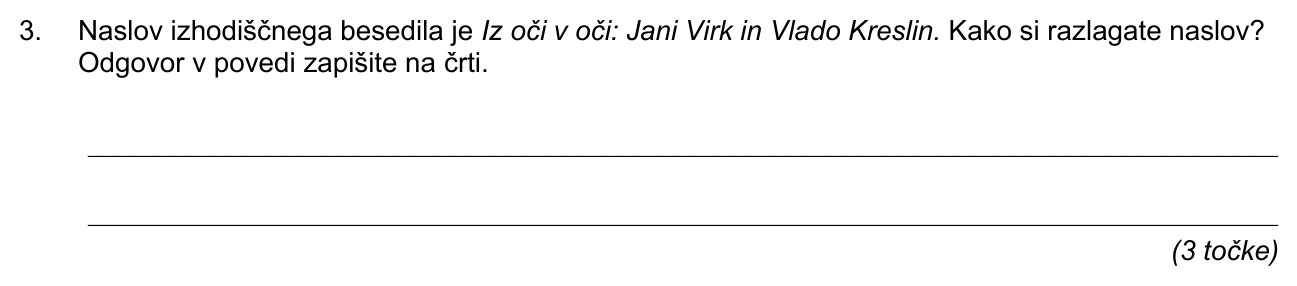 3. Naslov izhodiščnega besedila je Iz oči v oči: Jani Virk in Vlado Kreslin. Kako si razlagate naslov?
Odgovor v povedi zapišite na črti.
(3 točke)